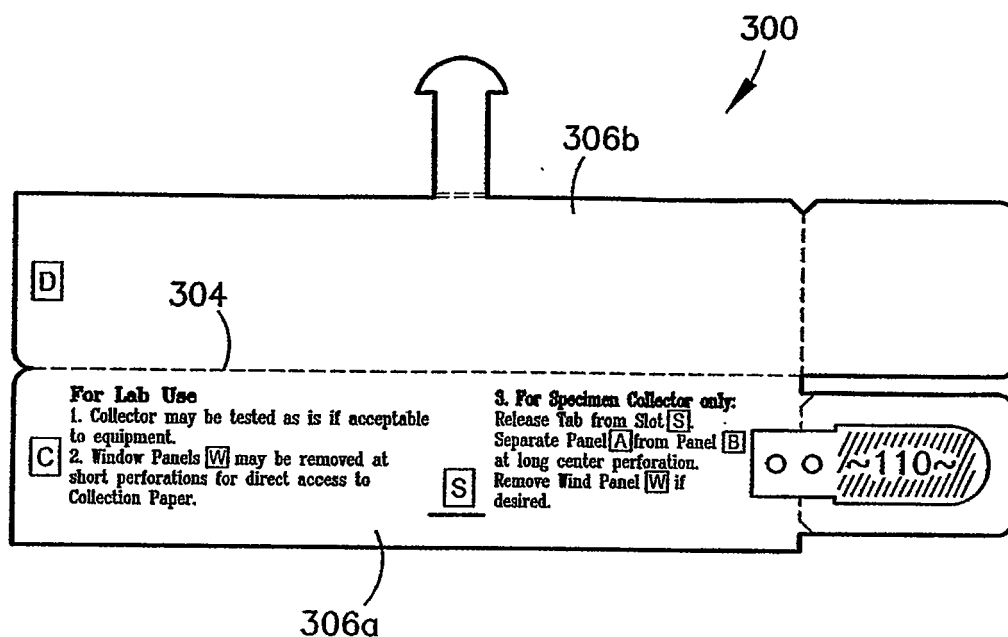 300
306b
D
304
For Lab Use
1. Collector may be tested as is if acceptable
to equipment.
2. Window Panels W may be removed at
short perforations for direct access to
Collection Paper.
C
S
3. For Specimen Collector only:
Release Tab from Slot S.
Separate Panel A from Panel B
at long center perforation.
Remove Wind Panel W if
desired.
~110~
306a